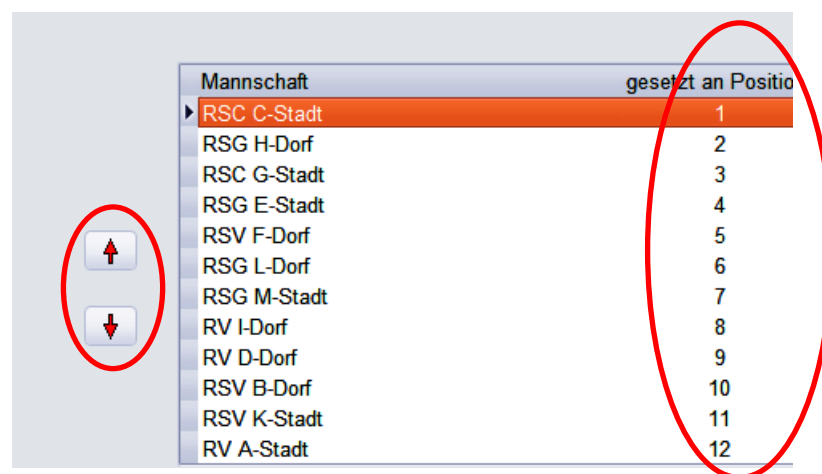 Mannschaft gesetzt an Positio
RSC C-Stadt 1
RSG H-Dorf 2
RSC G-Stadt 3
RSG E-Stadt 4
RSV F-Dorf 5
RSG L-Dorf 6
RSG M-Stadt 7
RV I-Dorf 8
RV D-Dorf 9
RSV B-Dorf 10
RSV K-Stadt 11
RV A-Stadt 12